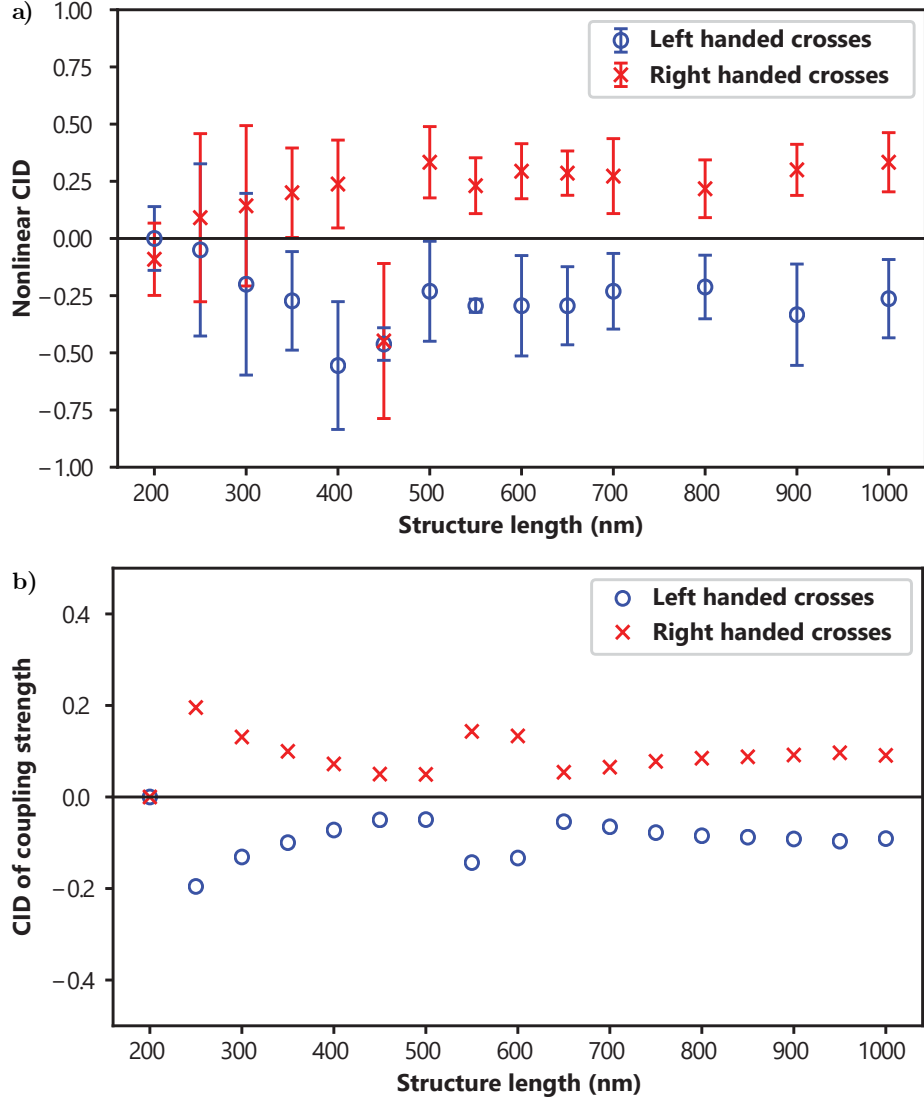 a)
1.00
0.75
0.50
0.25
0.00
−0.25
−0.50
−0.75
−1.00
Nonlinear CID
Left handed crosses
Right handed crosses
200 300 400 500 600 700 800 900 1000
Structure length (nm)
b)
0.4
0.2
0.0
−0.2
−0.4
CID of coupling strength
Left handed crosses
Right handed crosses
200 300 400 500 600 700 800 900 1000
Structure length (nm)